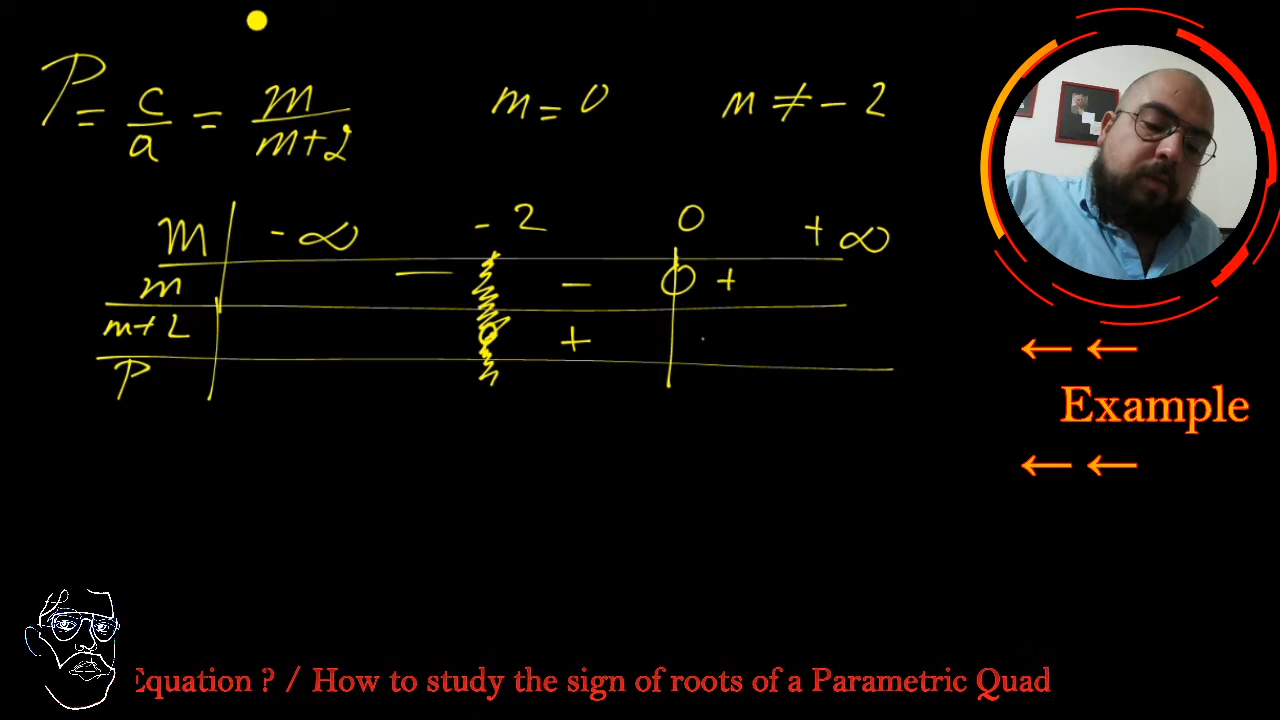 P = c/a = m/m+2 m = 0 m ≠ - 2
m - ∞ - 2 0 + ∞
m — - 0 +
m+2 0 +
P
← ←
Example
← ←
Equation ? / How to study the sign of roots of a Parametric Quad